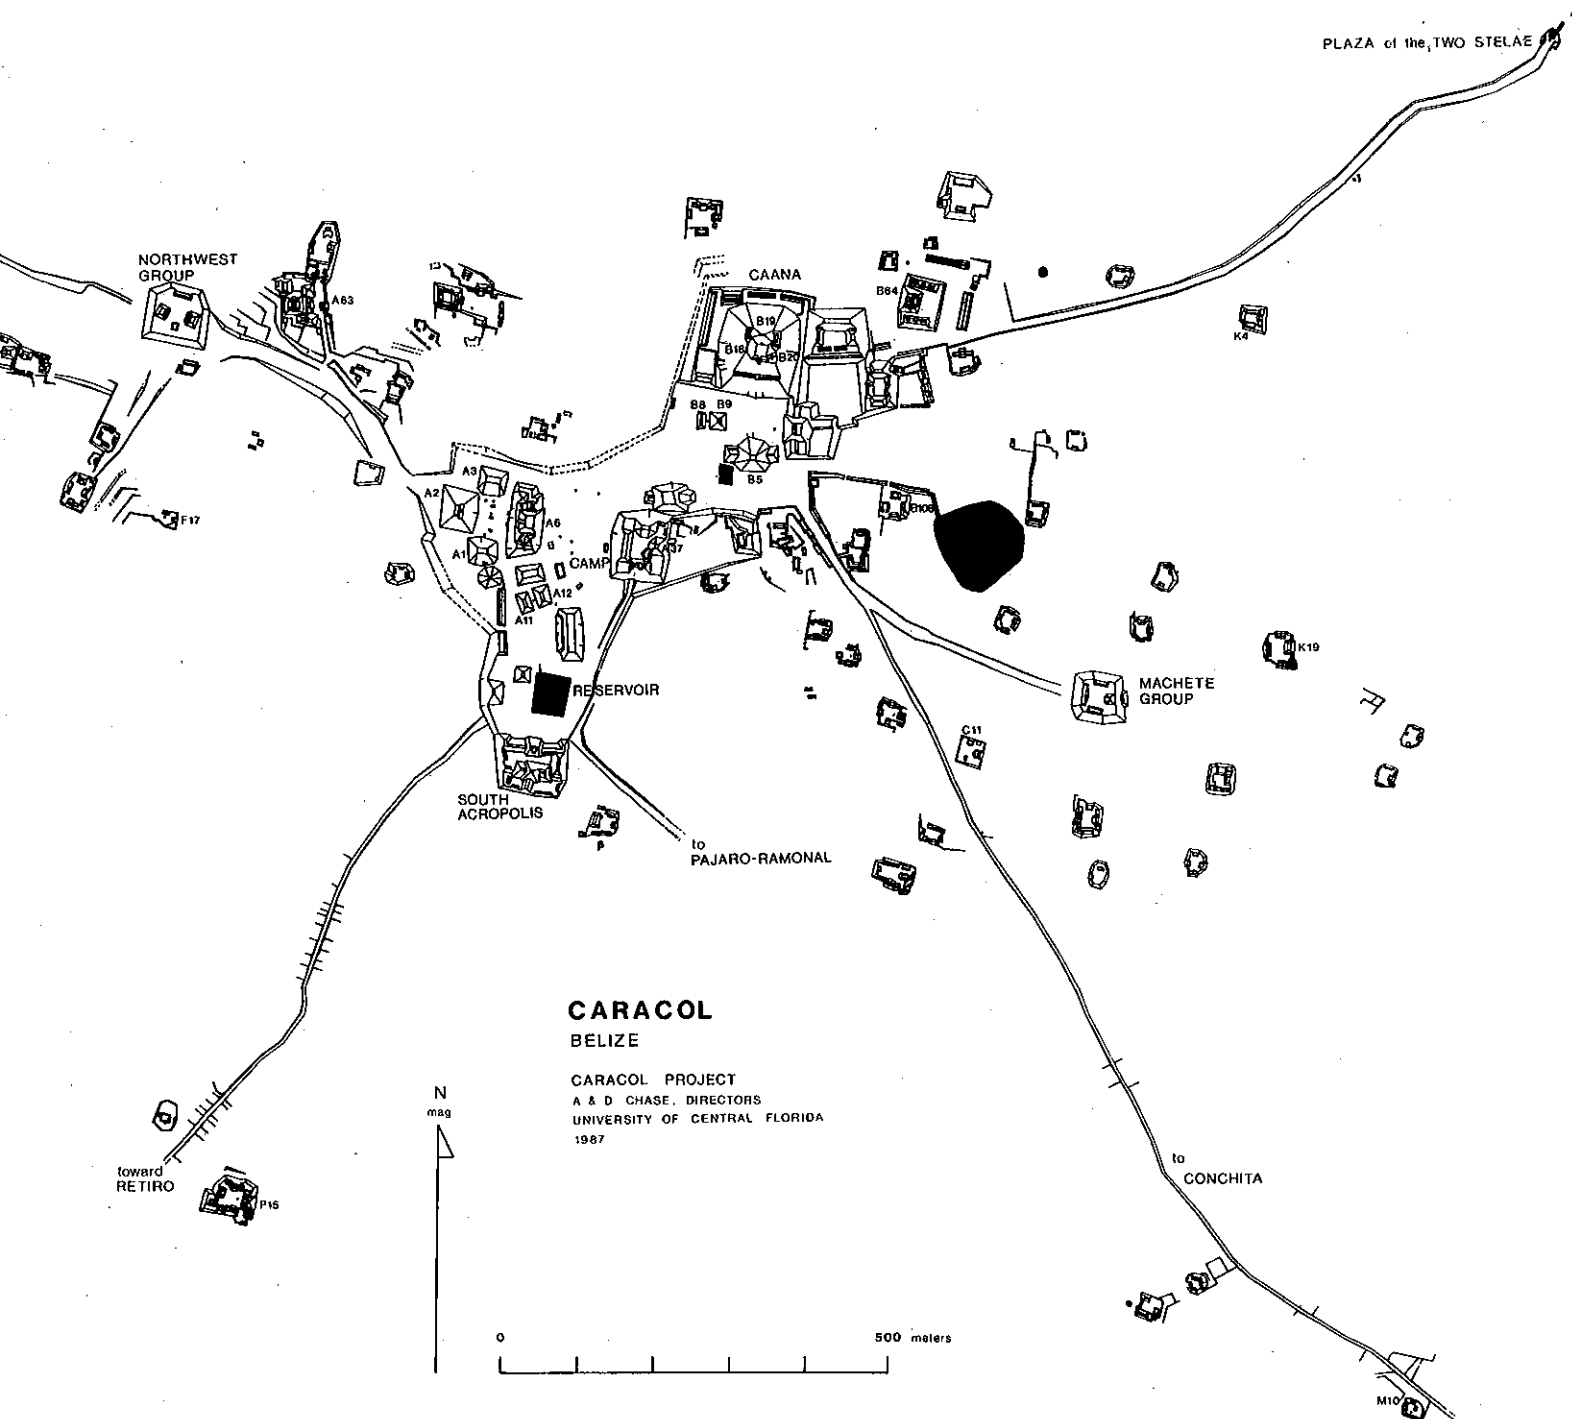 PLAZA of the TWO STELAE
NORTHWEST
GROUP
A63
CAANA
B64
B19
B18
B20
K4
B8
B9
A3
A2
B5
F17
A6
B108
A1
A37
CAMP
A12
A11
K19
RESERVOIR
MACHETE
GROUP
C11
SOUTH
ACROPOLIS
to
PAJARO-RAMONAL
CARACOL
BELIZE
CARACOL PROJECT
A & D CHASE, DIRECTORS
UNIVERSITY OF CENTRAL FLORIDA
1987
N
mag
toward
RETIRO
P15
to
CONCHITA
0
500 meters
M10